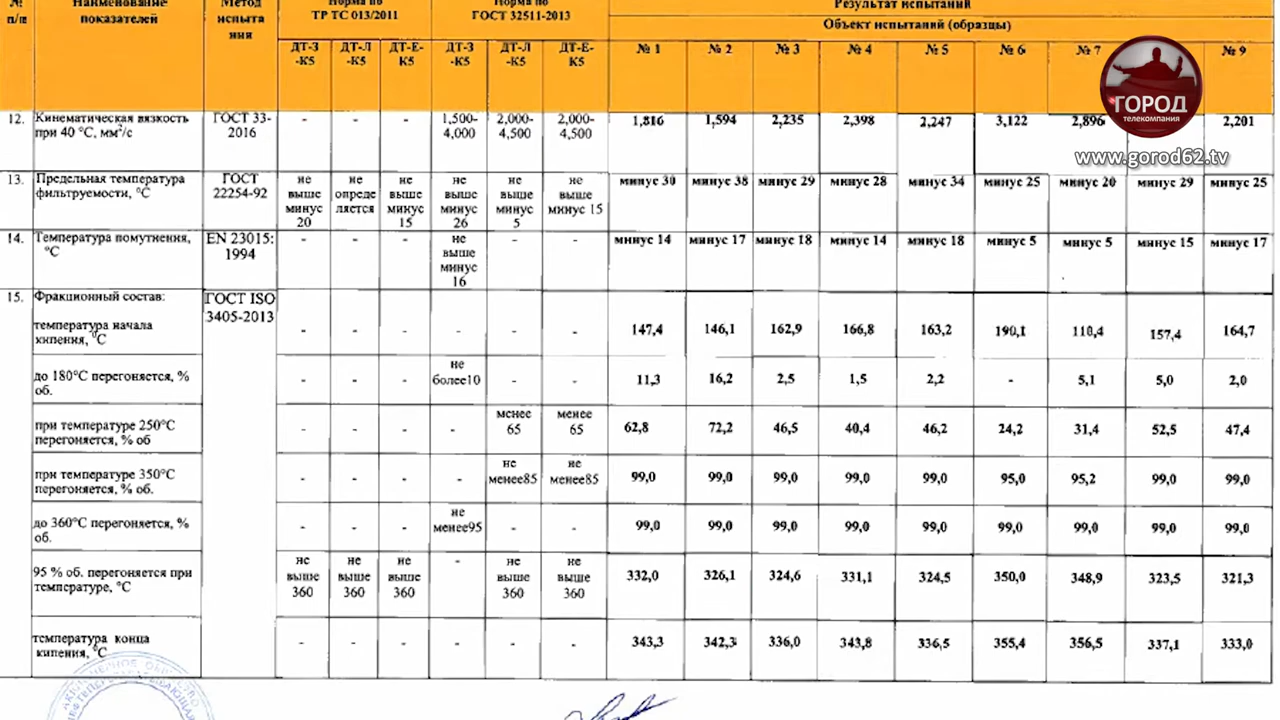 № Наименование Метод Норма по Норма по Результат испытаний
п/п показателей испыта ТР ТС 013/2011 ГОСТ 32511-2013 Объект испытаний (образцы)
ния ДТ-З ДТ-Л ДТ-Е- ДТ-З ДТ-Л ДТ-Е- № 1 № 2 № 3 № 4 № 5 № 6 № 7 № 9
-К5 -К5 К5 -К5 -К5 К5
ГОРОД
телекомпания
www.gorod62.tv
12. Кинематическая вязкость ГОСТ 33- - - - 1,500- 2,000- 2,000- 1,816 1,594 2,235 2,398 2,247 3,122 2,896 2,201
при 40 °С, мм²/с 2016 4,000 4,500 4,500
13. Предельная температура ГОСТ не не не не не не минус 30 минус 38 минус 29 минус 28 минус 34 минус 25 минус 20 минус 29 минус 25
фильтруемости, °С 22254-92 выше опреде выше выше выше выше
минус ляется минус минус минус минус 15
20 15 26 5
14. Температура помутнения, EN 23015: - - - не - - минус 14 минус 17 минус 18 минус 14 минус 18 минус 5 минус 5 минус 15 минус 17
°С 1994 выше
минус
16
15. Фракционный состав: ГОСТ ISO
3405-2013
температура начала - - - - - - 147,4 146,1 162,9 166,8 163,2 190,1 110,4 157,4 164,7
кипения, °С
до 180°С перегоняется, % - - - не - - 11,3 16,2 2,5 1,5 2,2 - 5,1 5,0 2,0
об. более10
при температуре 250°С - - - - менее менее 62,8 72,2 46,5 40,4 46,2 24,2 31,4 52,5 47,4
перегоняется, % об 65 65
при температуре 350°С - - - - не не 99,0 99,0 99,0 99,0 99,0 95,0 95,2 99,0 99,0
перегоняется, % об. менее85 менее85
до 360°С перегоняется, % - - - не - - 99,0 99,0 99,0 99,0 99,0 99,0 99,0 99,0 99,0
об. менее95
95 % об. перегоняется при не не не - не не 332,0 326,1 324,6 331,1 324,5 350,0 348,9 323,5 321,3
температуре, °С выше выше выше выше выше
360 360 360 360 360
температура конца - - - - - - 343,3 342,3 336,0 343,8 336,5 355,4 356,5 337,1 333,0
кипения, °С